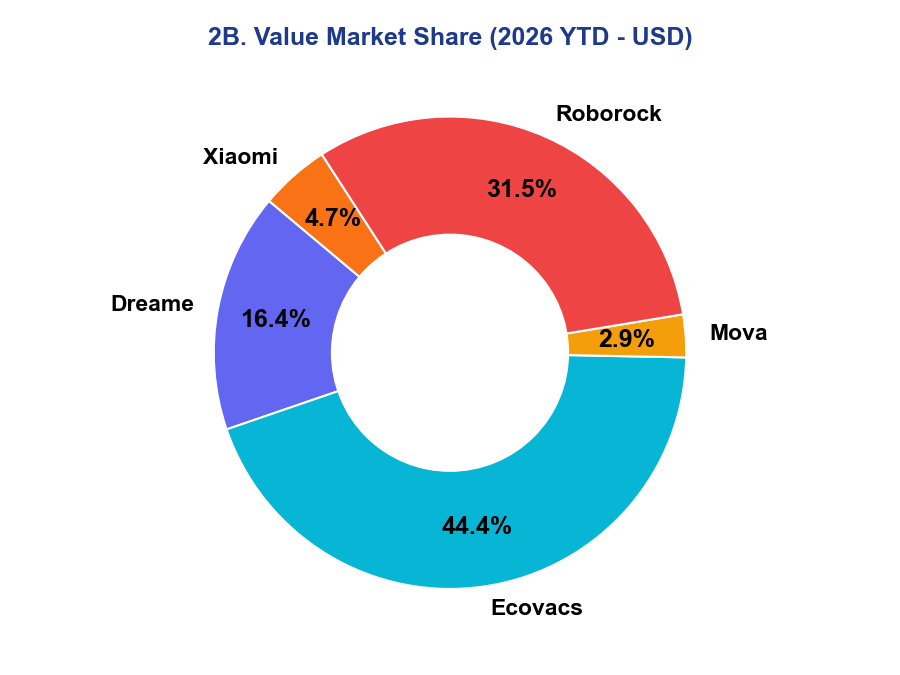 2B. Value Market Share (2026 YTD - USD)
Roborock
31.5%
Xiaomi
4.7%
Dreame
16.4%
Mova
2.9%
44.4%
Ecovacs